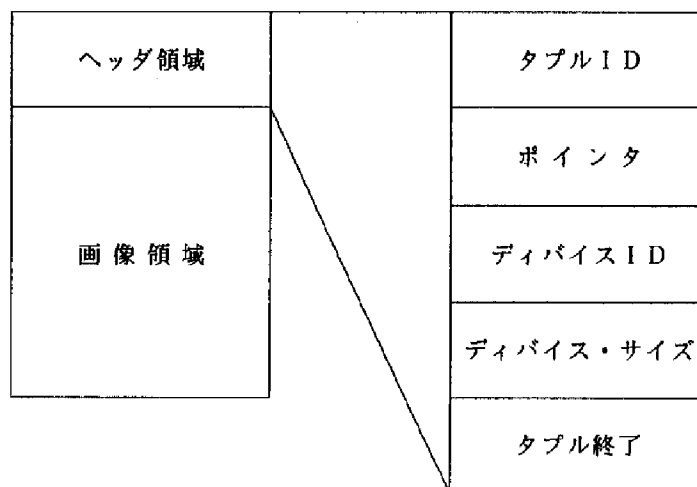 ヘッダ領域
画像領域
タプルID
ポインタ
ディバイスID
ディバイス・サイズ
タプル終了